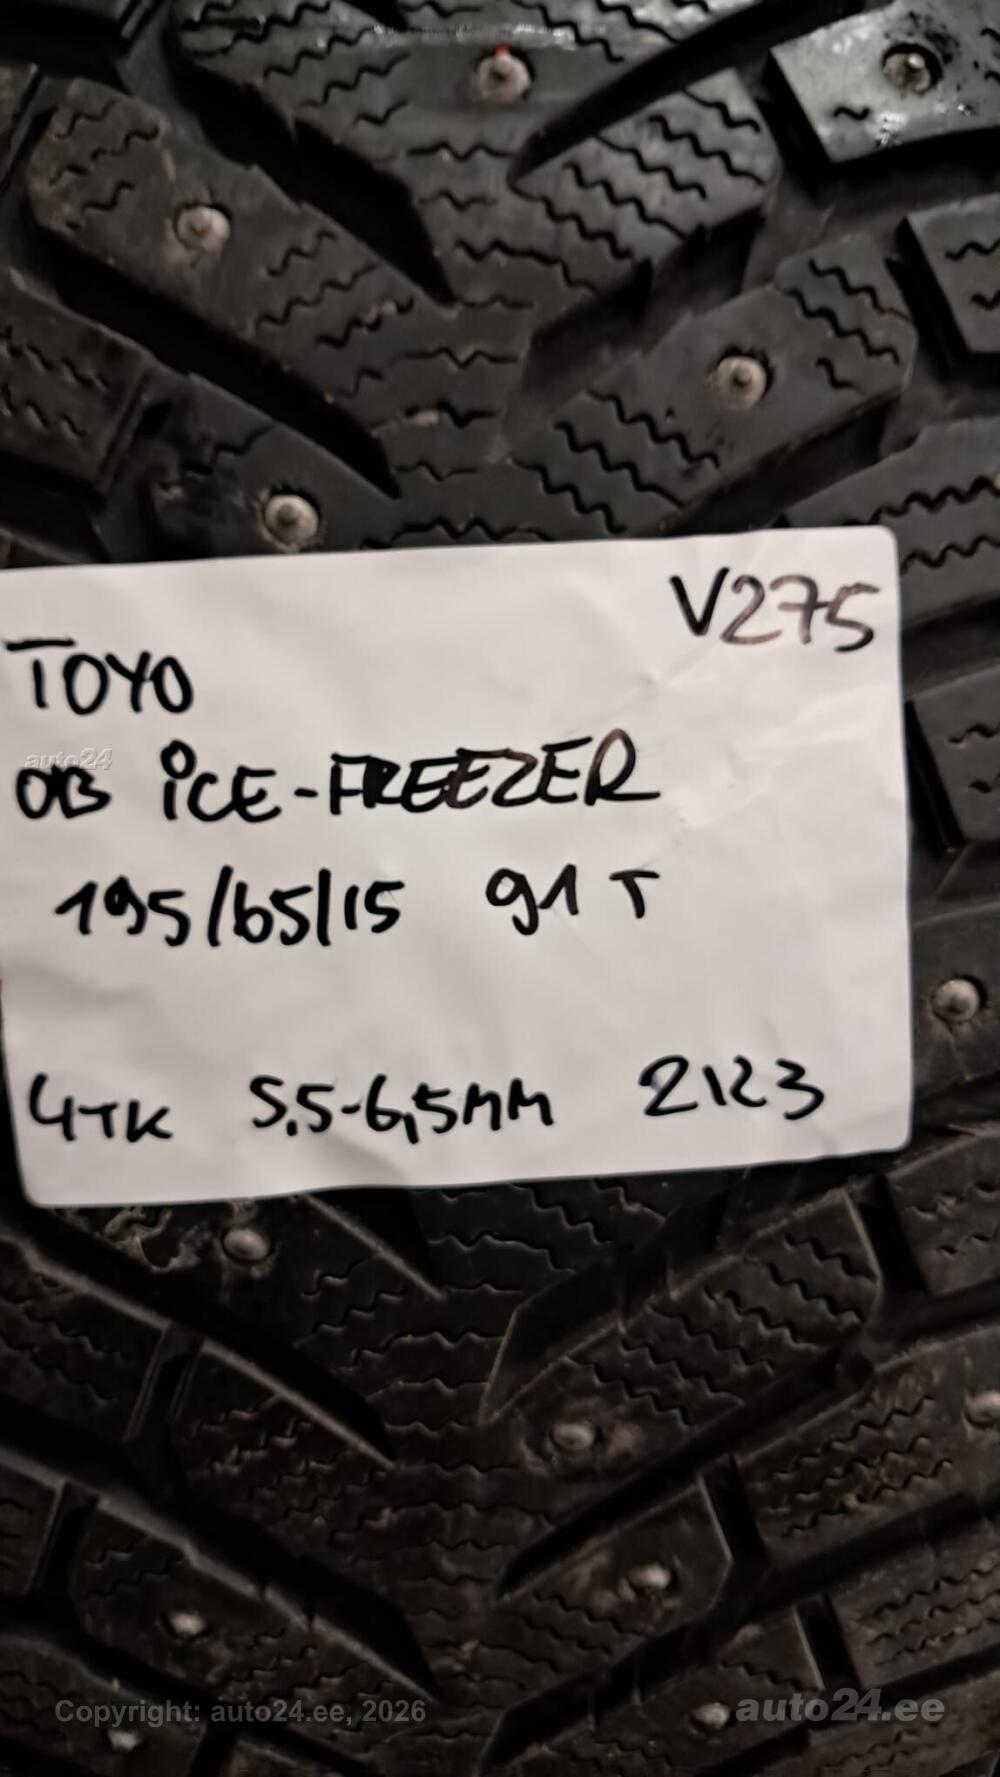 V275
TOYO
auto24
OB iCE-FREEZER
195/65/15 91 T
4TK 5,5-6,5MM 2123
Copyright: auto24.ee, 2026
auto24.ee